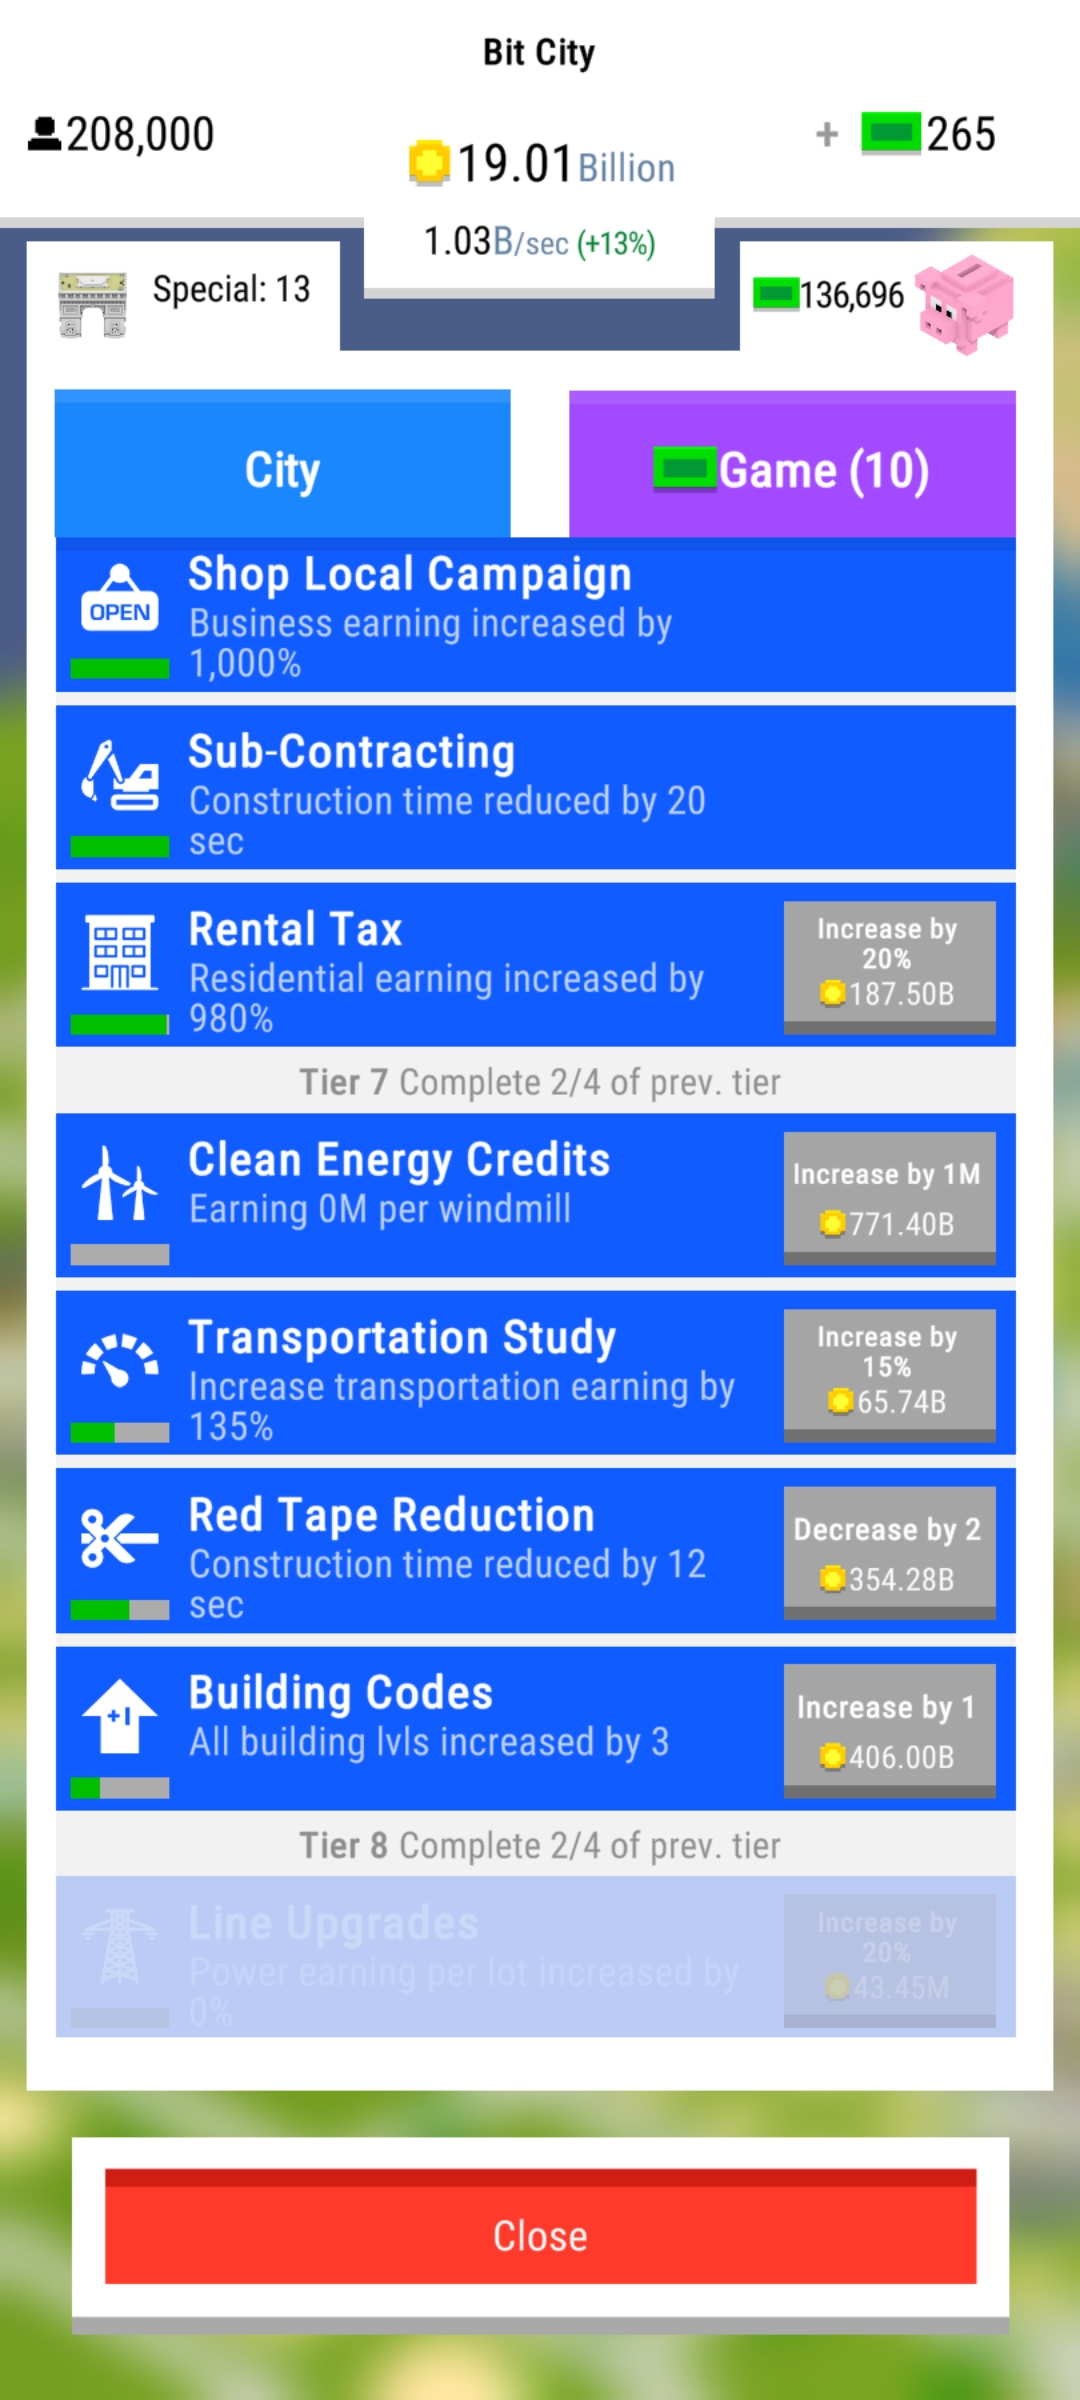 Bit City
208,000
19.01 Billion
+ 265
1.03B/sec (+13%)
Special: 13
136,696
City
Game (10)
OPEN
Shop Local Campaign
Business earning increased by
1,000%
Sub-Contracting
Construction time reduced by 20
sec
Rental Tax
Residential earning increased by
980%
Increase by
20%
187.50B
Tier 7 Complete 2/4 of prev. tier
Clean Energy Credits
Earning 0M per windmill
Increase by 1M
771.40B
Transportation Study
Increase transportation earning by
135%
Increase by
15%
65.74B
Red Tape Reduction
Construction time reduced by 12
sec
Decrease by 2
354.28B
+1
Building Codes
All building lvls increased by 3
Increase by 1
406.00B
Tier 8 Complete 2/4 of prev. tier
Line Upgrades
Power earning per lot increased by
0%
Increase by
20%
43.45M
Close